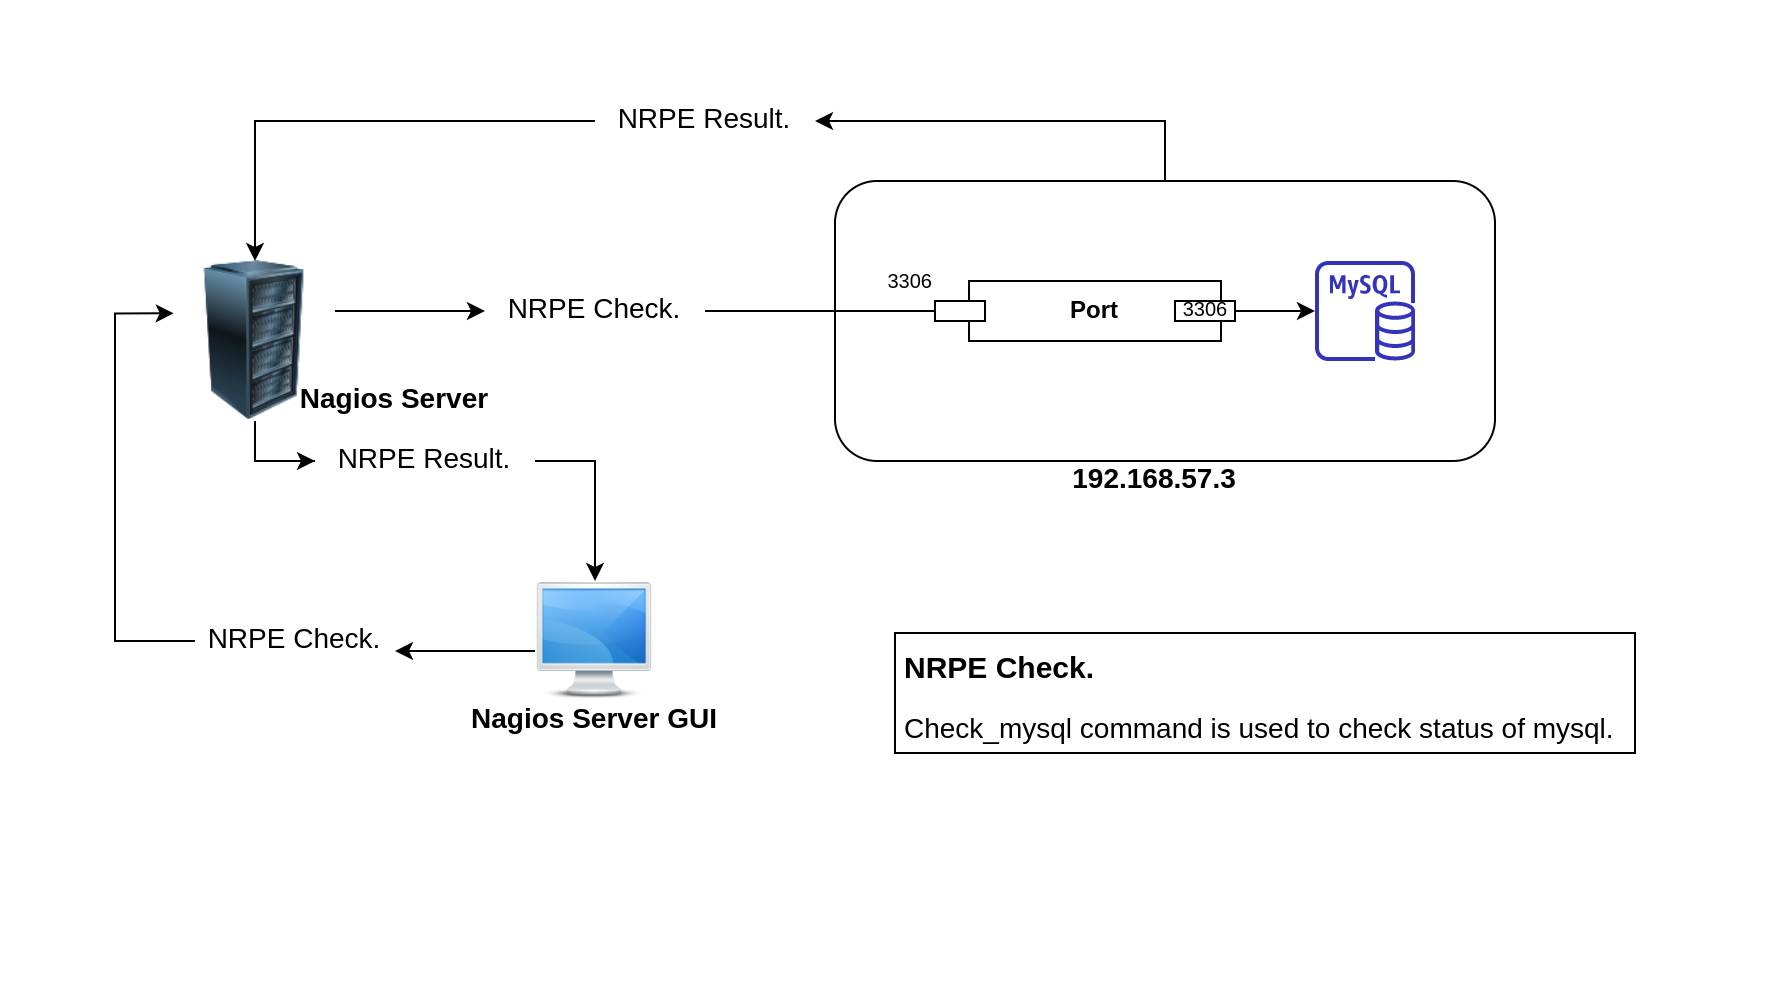 NRPE Result.
3306
MySQL
NRPE Check.
Port
3306
Nagios Server
NRPE Result.
192.168.57.3
NRPE Check.
Nagios Server GUI
NRPE Check.
Check_mysql command is used to check status of mysql.